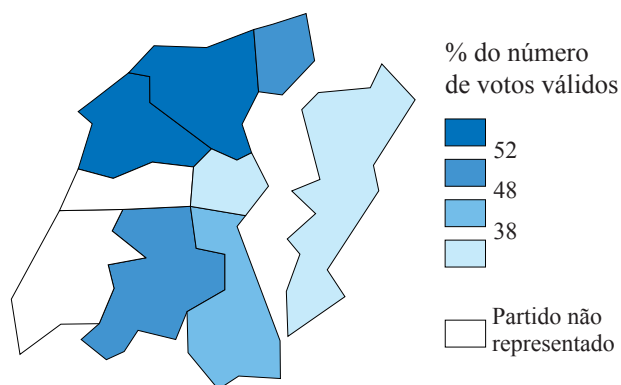 % do número
de votos válidos
52
48
38
Partido não
representado